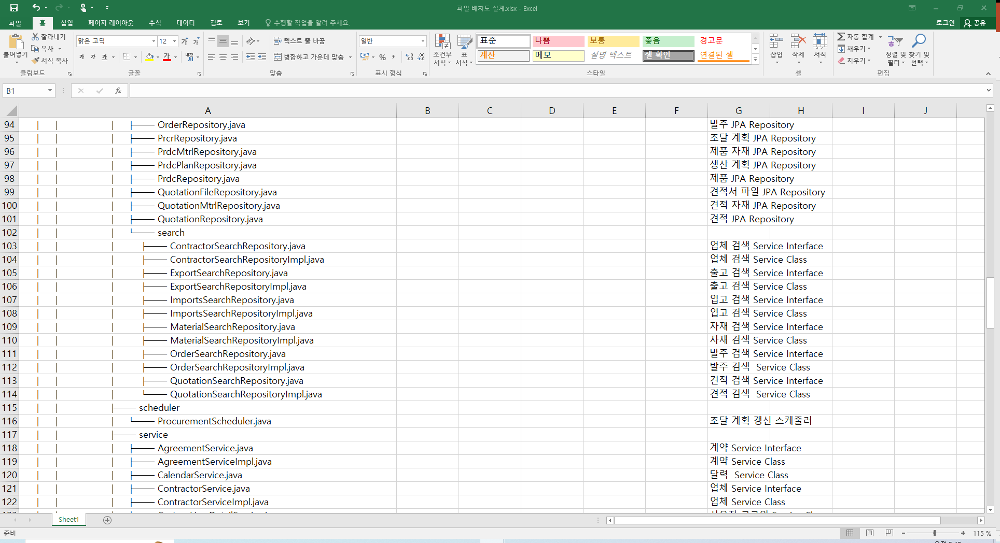 파일 배치도 설계.xlsx - Excel
파일 홈 삽입 페이지 레이아웃 수식 데이터 검토 보기 수행할 작업을 알려 주세요. 로그인 공유
붙여넣기 잘라내기 복사 서식 복사 클립보드
맑은 고딕 12 가 가 가 가 가 가 내천 글꼴
텍스트 줄 바꿈 병합하고 가운데 맞춤 맞춤
일반 % 표시 형식
조건부 서식 표 서식
표준 나쁨 보통 좋음 경고문
계산 메모 설명 텍스트 셀 확인 연결된 셀
스타일
삽입 삭제 서식 셀
자동 합계 채우기 지우기 정렬 및 필터 찾기 및 선택 편집
B1 fx
A B C D E F G H I J
94 OrderRepository.java 발주 JPA Repository
95 PrcrRepository.java 조달 계획 JPA Repository
96 PrdcMtrlRepository.java 제품 자재 JPA Repository
97 PrdcPlanRepository.java 생산 계획 JPA Repository
98 PrdcRepository.java 제품 JPA Repository
99 QuotationFileRepository.java 견적서 파일 JPA Repository
100 QuotationMtrlRepository.java 견적 자재 JPA Repository
101 QuotationRepository.java 견적 JPA Repository
102 search
103 ContractorSearchRepository.java 업체 검색 Service Interface
104 ContractorSearchRepositoryImpl.java 업체 검색 Service Class
105 ExportSearchRepository.java 출고 검색 Service Interface
106 ExportSearchRepositoryImpl.java 출고 검색 Service Class
107 ImportsSearchRepository.java 입고 검색 Service Interface
108 ImportsSearchRepositoryImpl.java 입고 검색 Service Class
109 MaterialSearchRepository.java 자재 검색 Service Interface
110 MaterialSearchRepositoryImpl.java 자재 검색 Service Class
111 OrderSearchRepository.java 발주 검색 Service Interface
112 OrderSearchRepositoryImpl.java 발주 검색 Service Class
113 QuotationSearchRepository.java 견적 검색 Service Interface
114 QuotationSearchRepositoryImpl.java 견적 검색 Service Class
115 scheduler
116 ProcurementScheduler.java 조달 계획 갱신 스케줄러
117 service
118 AgreementService.java 계약 Service Interface
119 AgreementServiceImpl.java 계약 Service Class
120 CalendarService.java 달력 Service Class
121 ContractorService.java 업체 Service Interface
122 ContractorServiceImpl.java 업체 Service Class
Sheet1
준비 115 %